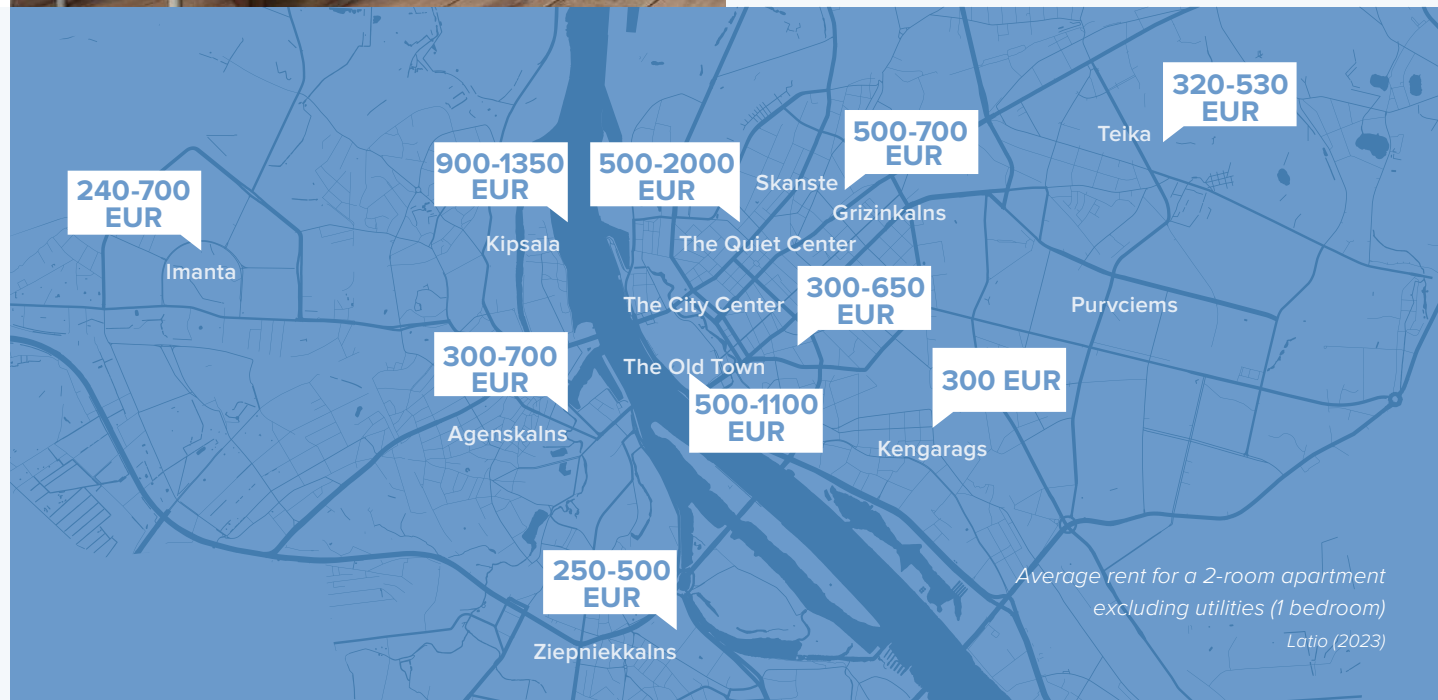 320-530
EUR
Teika
500-700
EUR
900-1350
EUR
500-2000
EUR
240-700
EUR
Skanste
Grizinkalns
Kipsala
The Quiet Center
Imanta
300-650
EUR
The City Center
Purvciems
300-700
EUR
The Old Town
300 EUR
500-1100
EUR
Agenskalns
Kengarags
250-500
EUR
Ziepniekkalns
Average rent for a 2-room apartment
excluding utilities (1 bedroom)
Latio (2023)